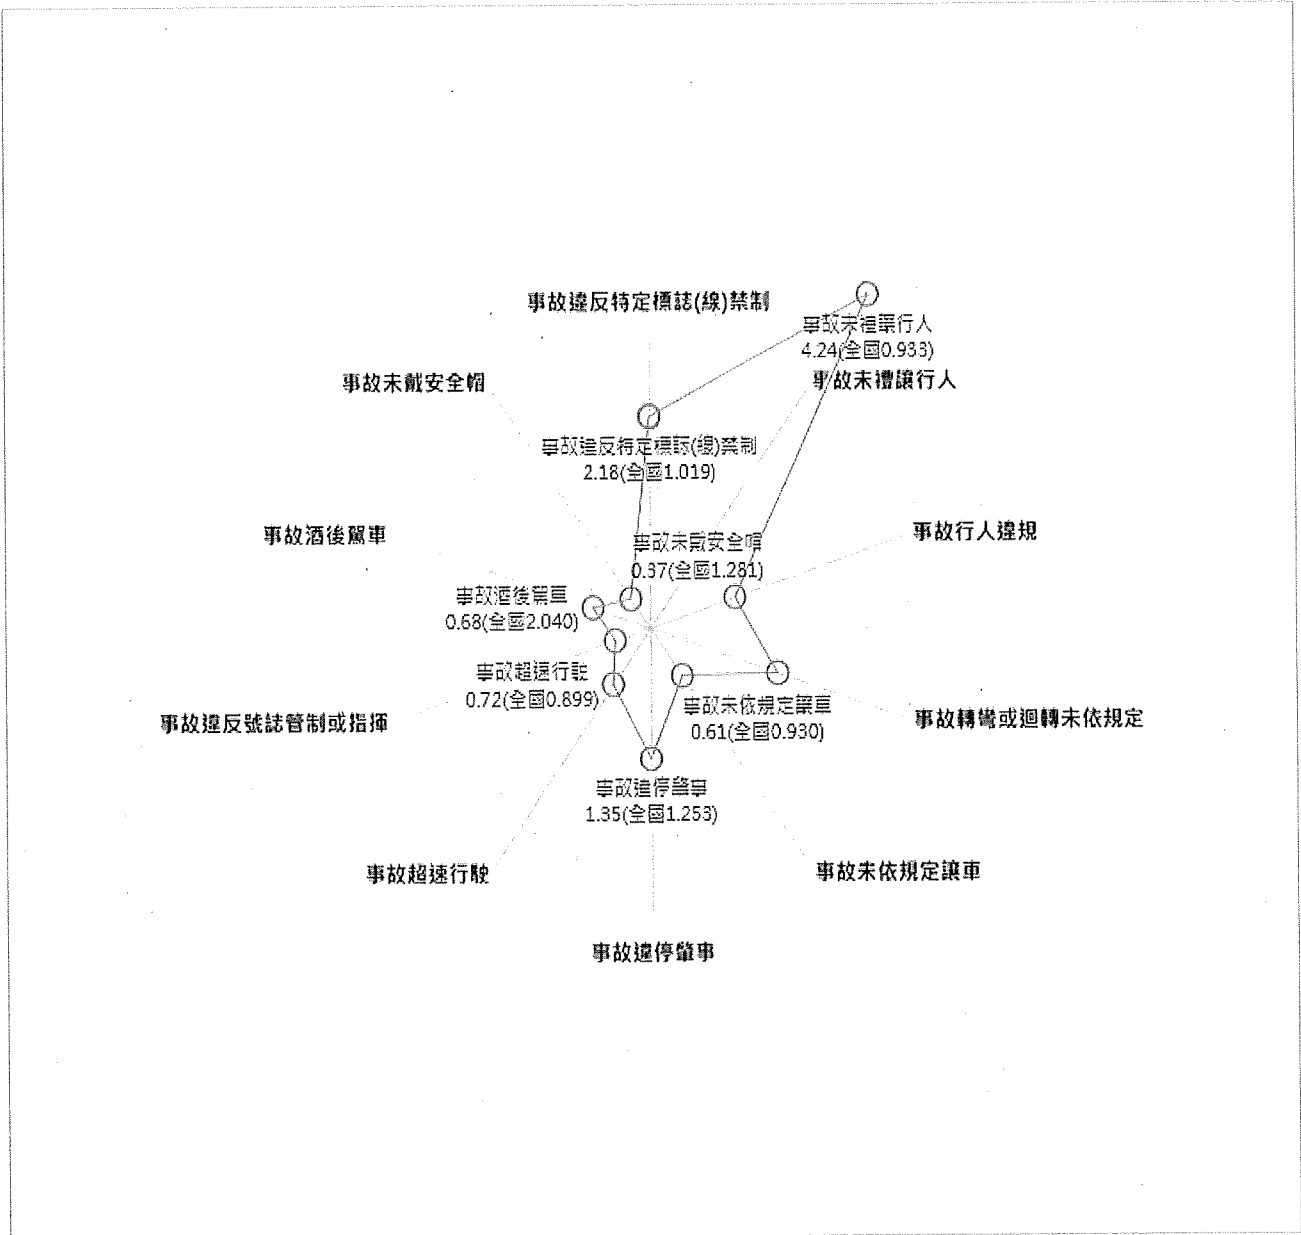 事故違反特定標誌(線)禁制
事故未禮讓行人
4.24(全國0.933)
事故未戴安全帽
事故未禮讓行人
事故違反特定標誌(線)禁制
2.18(全國1.019)
事故酒後駕車
事故行人違規
事故未戴安全帽
0.37(全國1.281)
事故酒後駕車
0.68(全國2.040)
事故超速行駛
0.72(全國0.899)
事故未依規定讓車
0.61(全國0.930)
事故違反號誌管制或指揮
事故轉彎或迴轉未依規定
事故違停肇事
1.35(全國1.253)
事故超速行駛
事故未依規定讓車
事故違停肇事